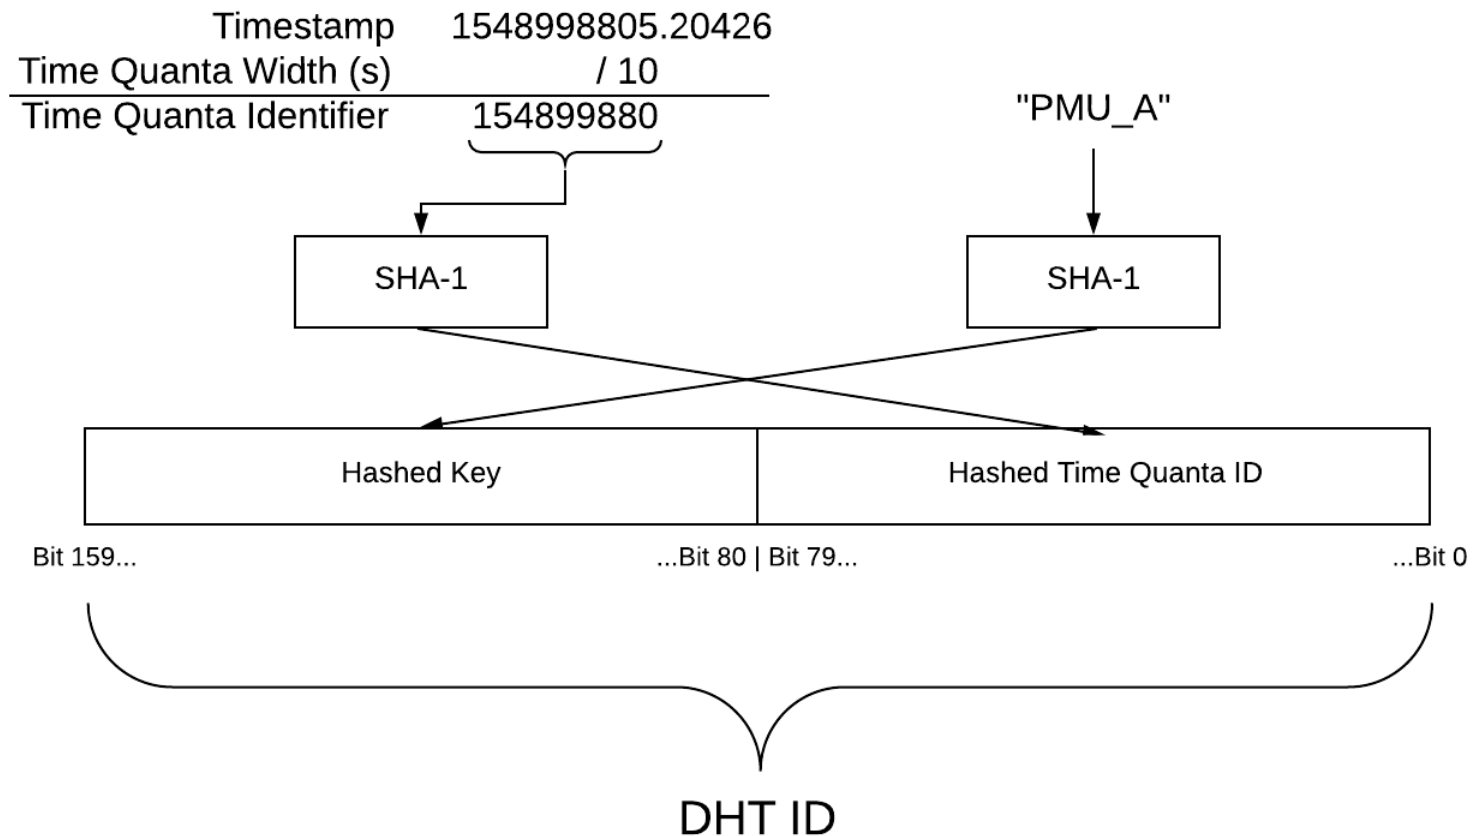 Timestamp 1548998805.20426
Time Quanta Width (s) / 10
Time Quanta Identifier 154899880
"PMU_A"
SHA-1 SHA-1
Hashed Key Hashed Time Quanta ID
Bit 159... ...Bit 80 | Bit 79... ...Bit 0
DHT ID